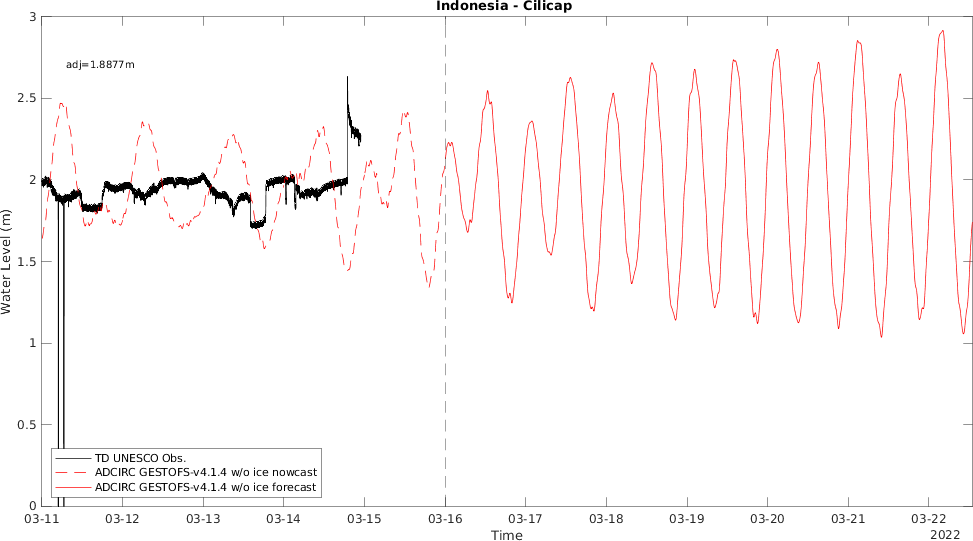 Indonesia - Cilicap
adj=1.8877m
Water Level (m)
3
2.5
2
1.5
1
0.5
0
TD UNESCO Obs.
ADCIRC GESTOFS-v4.1.4 w/o ice nowcast
ADCIRC GESTOFS-v4.1.4 w/o ice forecast
03-11 03-12 03-13 03-14 03-15 03-16 03-17 03-18 03-19 03-20 03-21 03-22
2022
Time